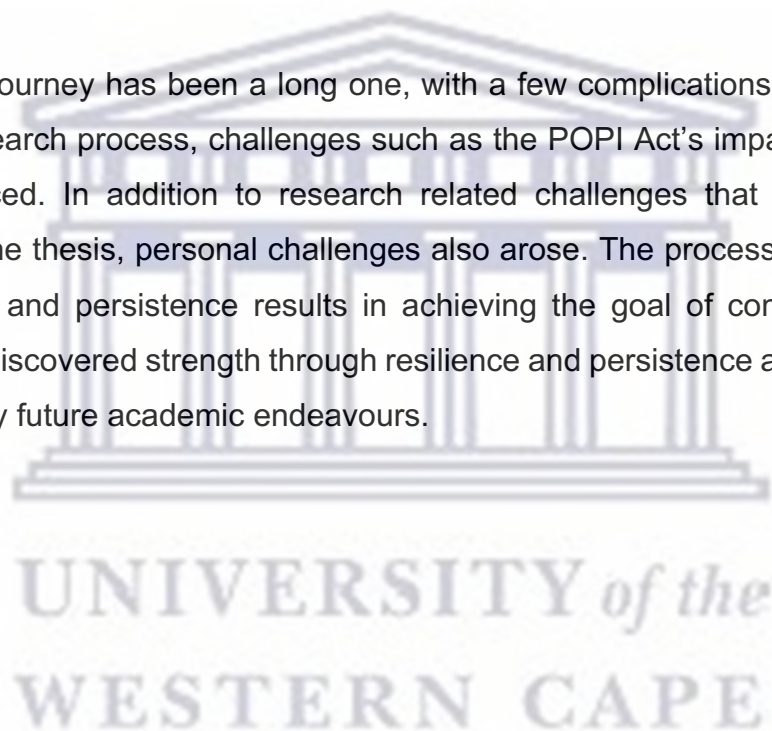 ourney has been a long one, with a few complications
earch process, challenges such as the POPI Act’s impa
ced. In addition to research related challenges that
ne thesis, personal challenges also arose. The process
and persistence results in achieving the goal of con
discovered strength through resilience and persistence a
y future academic endeavours.
UNIVERSITY of the
WESTERN CAPE